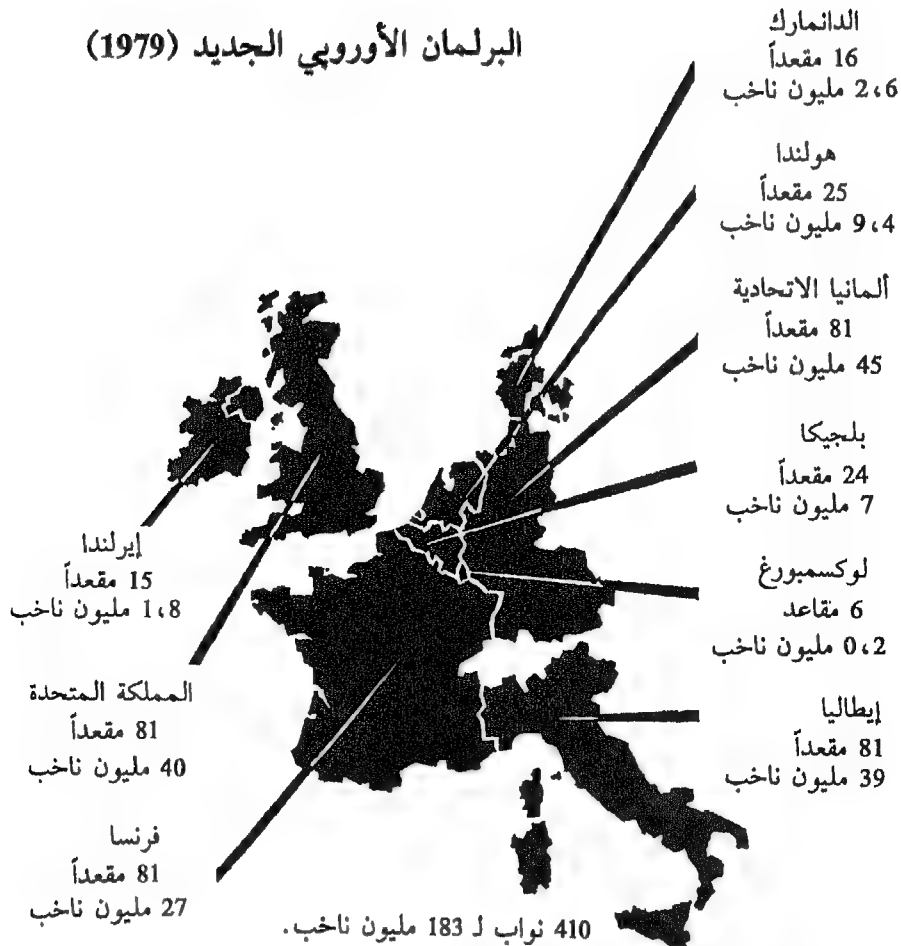 البرلمان الأوروبي الجديد (1979)
الدانمارك
16 مقعداً
2،6 مليون ناخب
هولندا
25 مقعداً
9،4 مليون ناخب
ألمانيا الاتحادية
81 مقعداً
45 مليون ناخب
بلجيكا
24 مقعداً
7 مليون ناخب
لوكسمبورغ
6 مقاعد
0،2 مليون ناخب
إيطاليا
81 مقعداً
39 مليون ناخب
إيرلندا
15 مقعداً
1،8 مليون ناخب
المملكة المتحدة
81 مقعداً
40 مليون ناخب
فرنسا
81 مقعداً
27 مليون ناخب
410 نواب لـ 183 مليون ناخب.